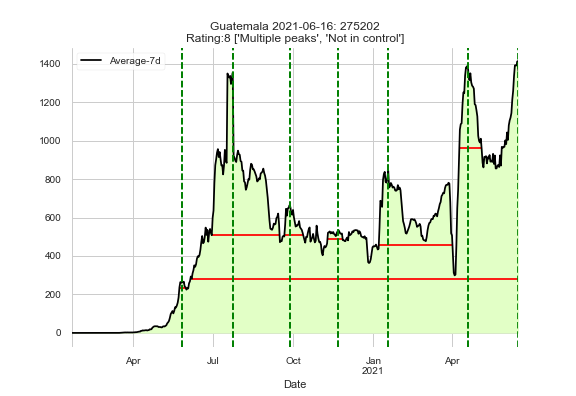 Guatemala 2021-06-16: 275202
Rating:8 ['Multiple peaks', 'Not in control']
Average-7d
1400
1200
1000
800
600
400
200
0
Apr
Jul
Oct
Jan
2021
Apr
Date